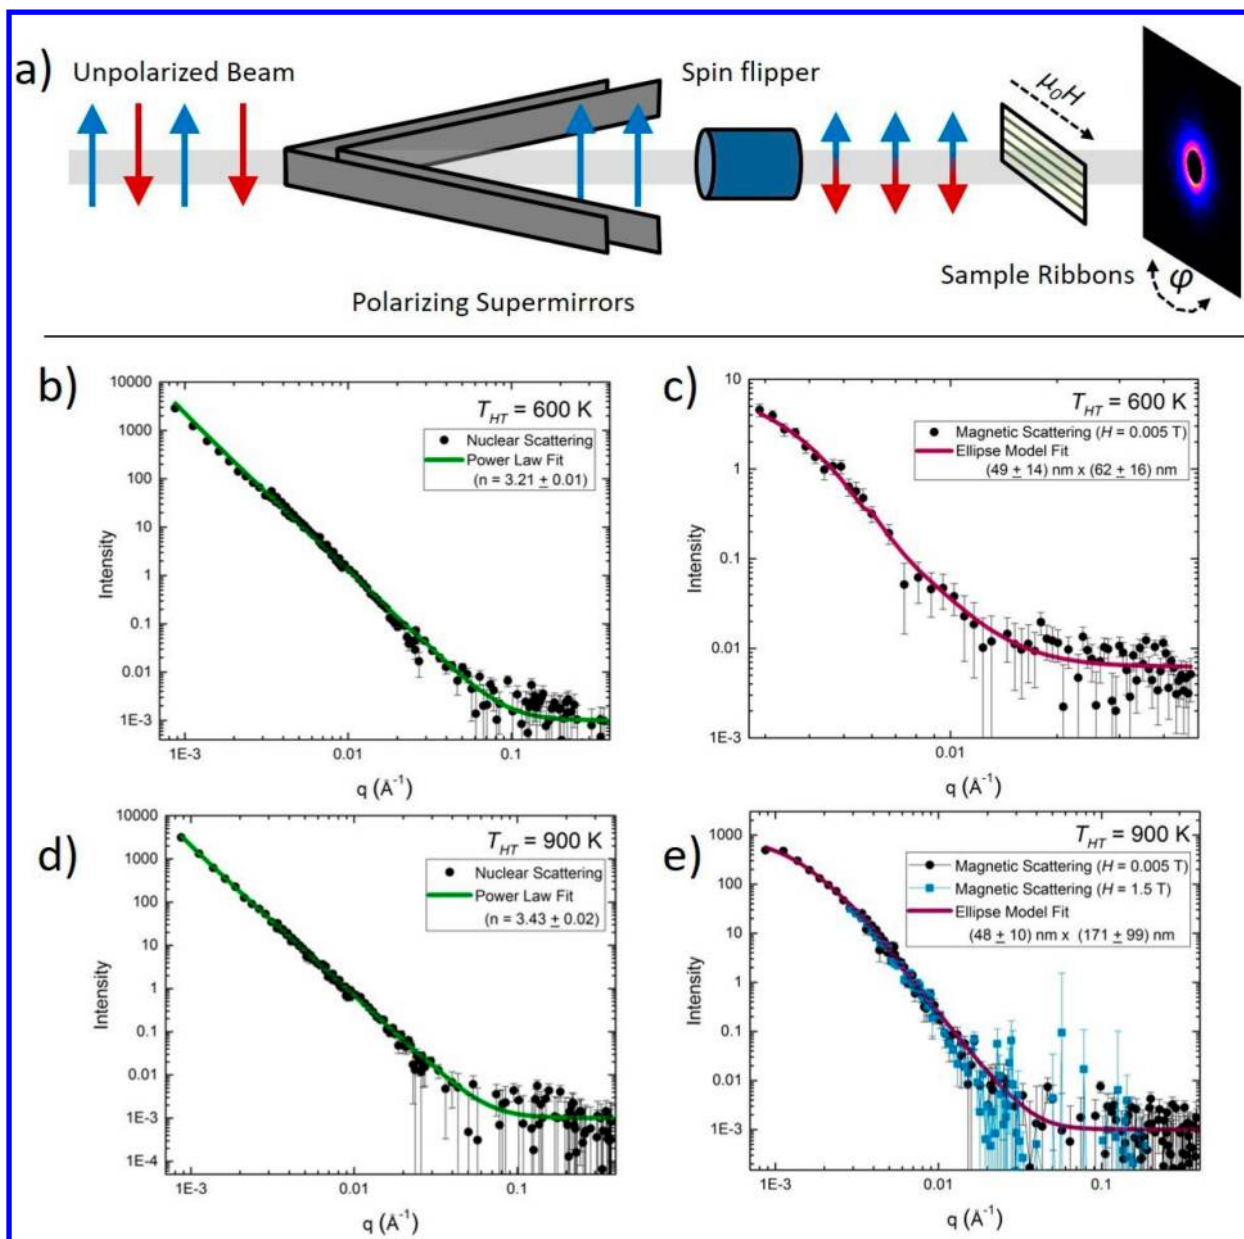 a)
Unpolarized Beam
Spin flipper
μ₀H
Polarizing Supermirrors
Sample Ribbons
φ
b)
T_HT = 600 K
Nuclear Scattering
Power Law Fit
(n = 3.21 ± 0.01)
10000
1000
100
10
1
0.1
0.01
1E-3
Intensity
1E-3 0.01 0.1
q (Å⁻¹)
c)
T_HT = 600 K
Magnetic Scattering (H = 0.005 T)
Ellipse Model Fit
(49 ± 14) nm x (62 ± 16) nm
10
1
0.1
0.01
1E-3
Intensity
0.01
q (Å⁻¹)
d)
T_HT = 900 K
Nuclear Scattering
Power Law Fit
(n = 3.43 ± 0.02)
10000
1000
100
10
1
0.1
0.01
1E-3
1E-4
Intensity
1E-3 0.01 0.1
q (Å⁻¹)
e)
T_HT = 900 K
Magnetic Scattering (H = 0.005 T)
Magnetic Scattering (H = 1.5 T)
Ellipse Model Fit
(48 ± 10) nm x (171 ± 99) nm
1000
100
10
1
0.1
0.01
1E-3
Intensity
1E-3 0.01 0.1
q (Å⁻¹)